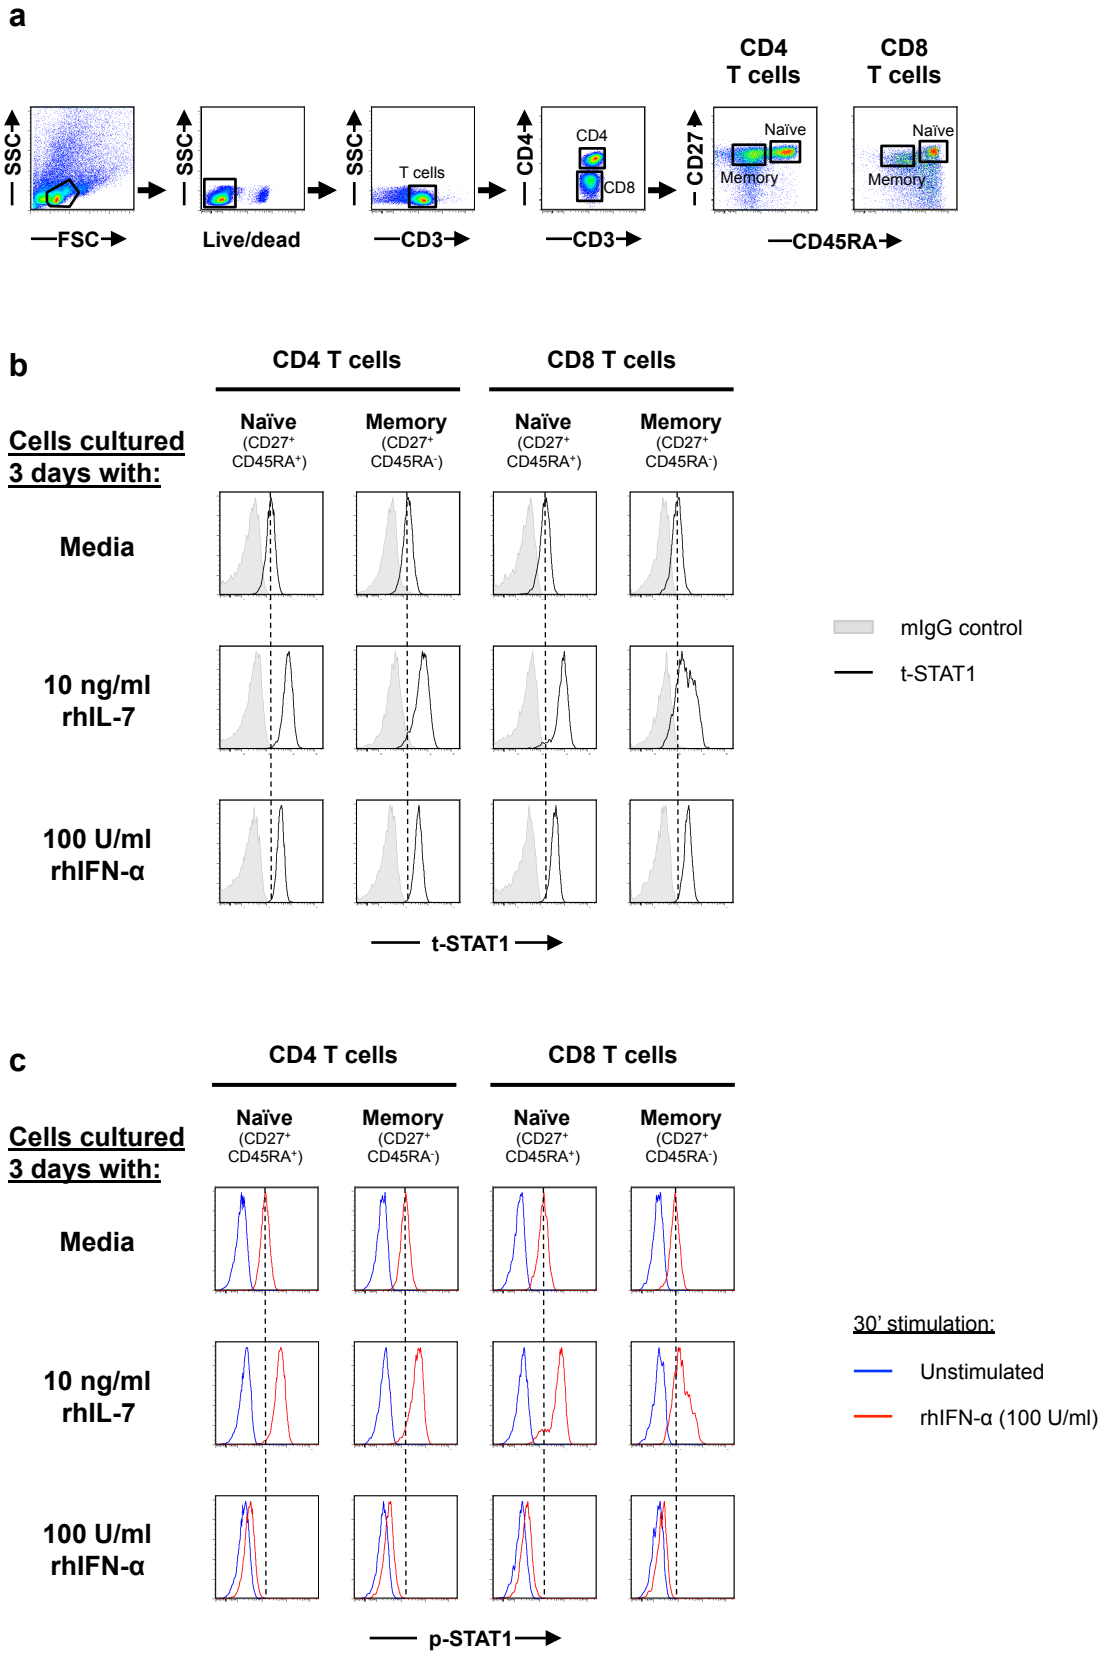 a
CD4
T cells
CD8
T cells
SSC
FSC
SSC
Live/dead
SSC
T cells
CD3
CD4
CD4
CD8
CD3
CD27
Naïve
Memory
Naïve
Memory
CD45RA
b
CD4 T cells
CD8 T cells
Cells cultured
3 days with:
Naïve
(CD27+
CD45RA+)
Memory
(CD27+
CD45RA-)
Naïve
(CD27+
CD45RA+)
Memory
(CD27+
CD45RA-)
Media
10 ng/ml
rhIL-7
100 U/ml
rhIFN-α
mIgG control
t-STAT1
t-STAT1
c
CD4 T cells
CD8 T cells
Cells cultured
3 days with:
Naïve
(CD27+
CD45RA+)
Memory
(CD27+
CD45RA-)
Naïve
(CD27+
CD45RA+)
Memory
(CD27+
CD45RA-)
Media
10 ng/ml
rhIL-7
100 U/ml
rhIFN-α
30' stimulation:
Unstimulated
rhIFN-α (100 U/ml)
p-STAT1